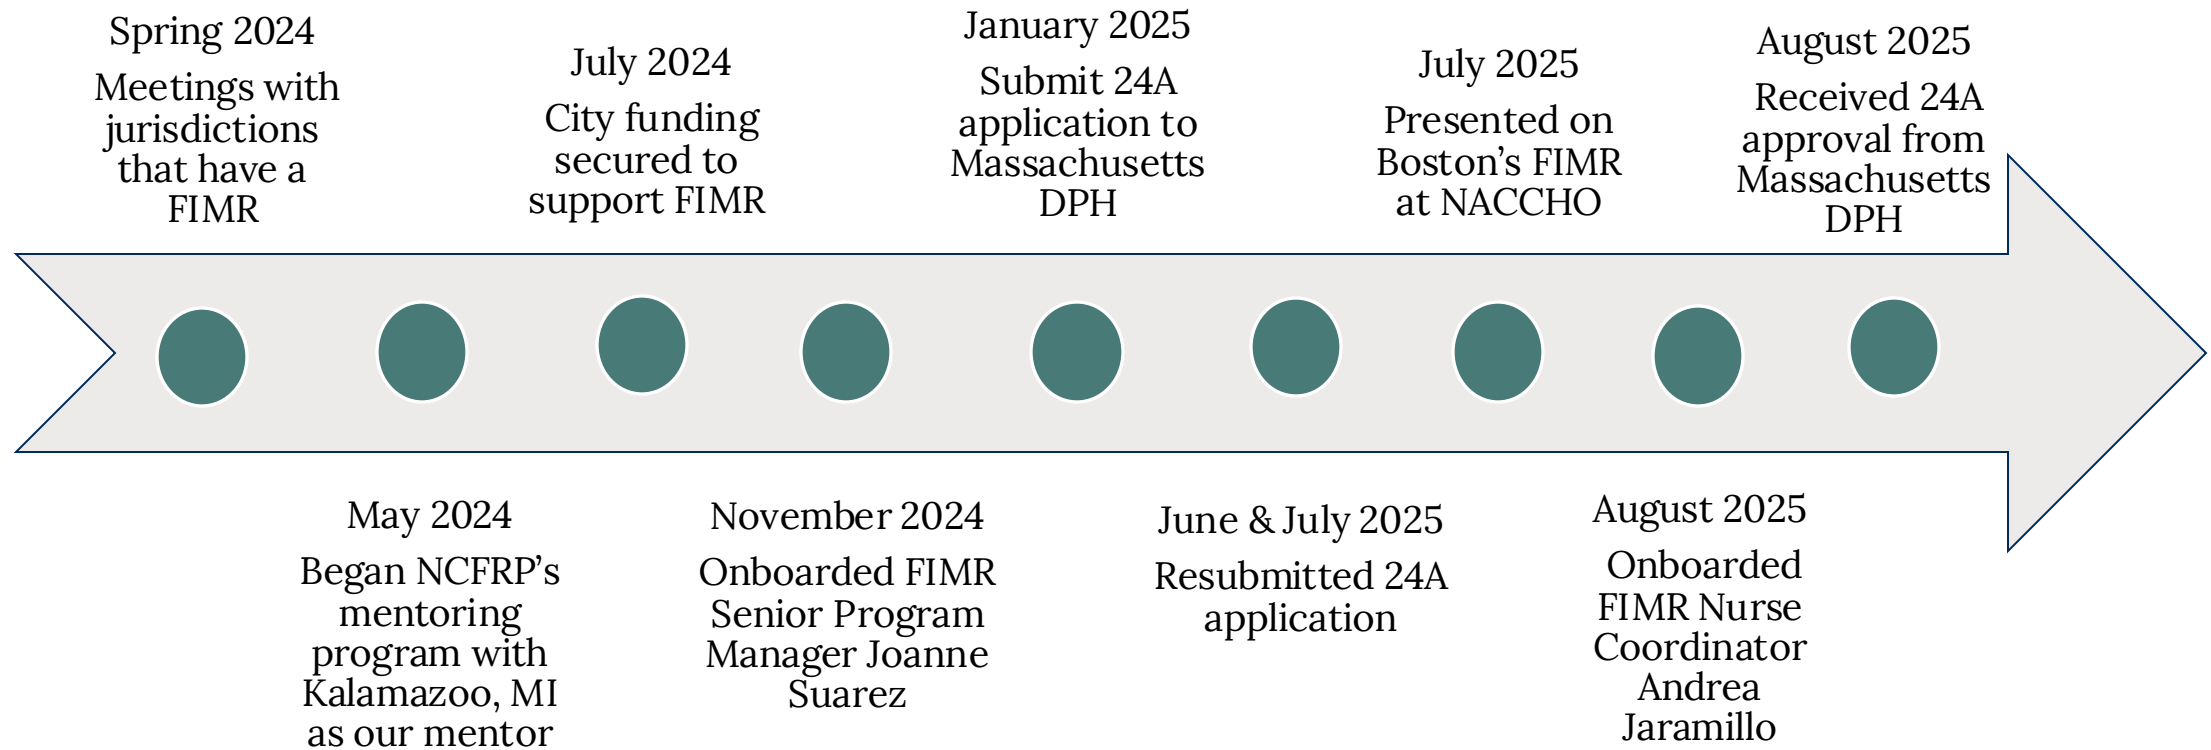 Spring 2024
Meetings with
jurisdictions
that have a
FIMR
May 2024
Began NCFRP’s
mentoring
program with
Kalamazoo, MI
as our mentor
July 2024
City funding
secured to
support FIMR
November 2024
Onboarded FIMR
Senior Program
Manager Joanne
Suarez
January 2025
Submit 24A
application to
Massachusetts
DPH
June & July 2025
Resubmitted 24A
application
July 2025
Presented on
Boston’s FIMR
at NACCHO
August 2025
Onboarded
FIMR Nurse
Coordinator
Andrea
Jaramillo
August 2025
Received 24A
approval from
Massachusetts
DPH